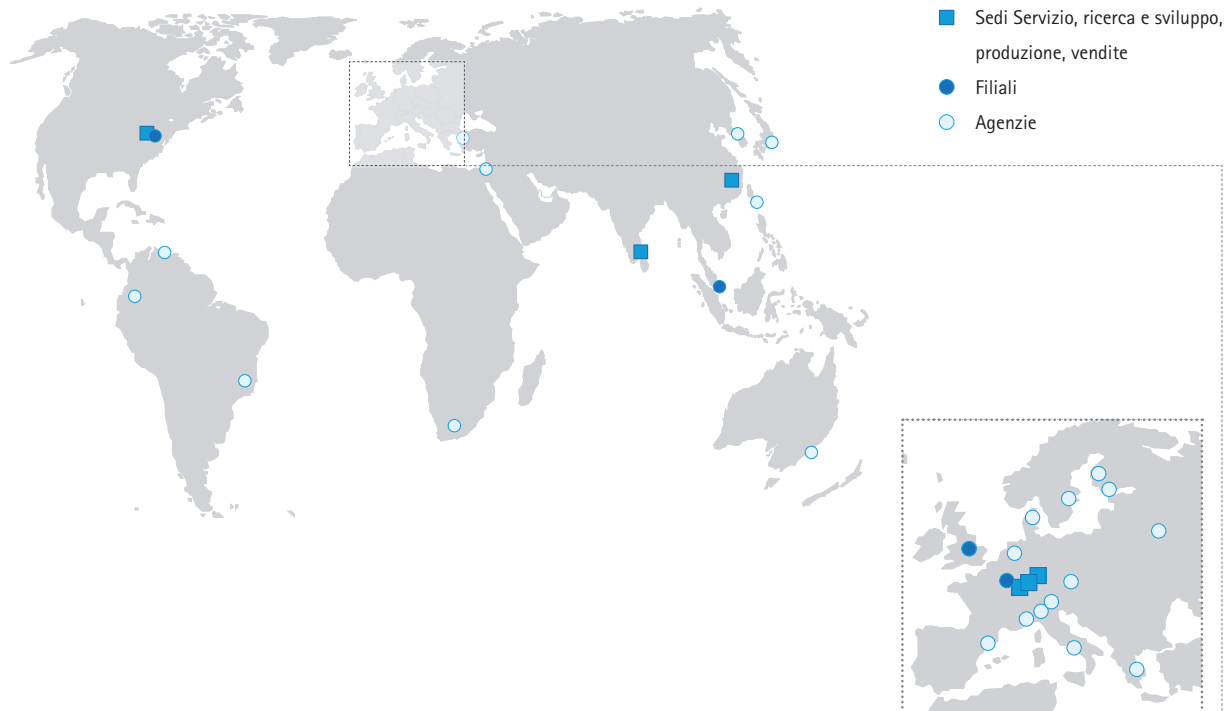 Sedi Servizio, ricerca e sviluppo,
produzione, vendite
Filiali
Agenzie